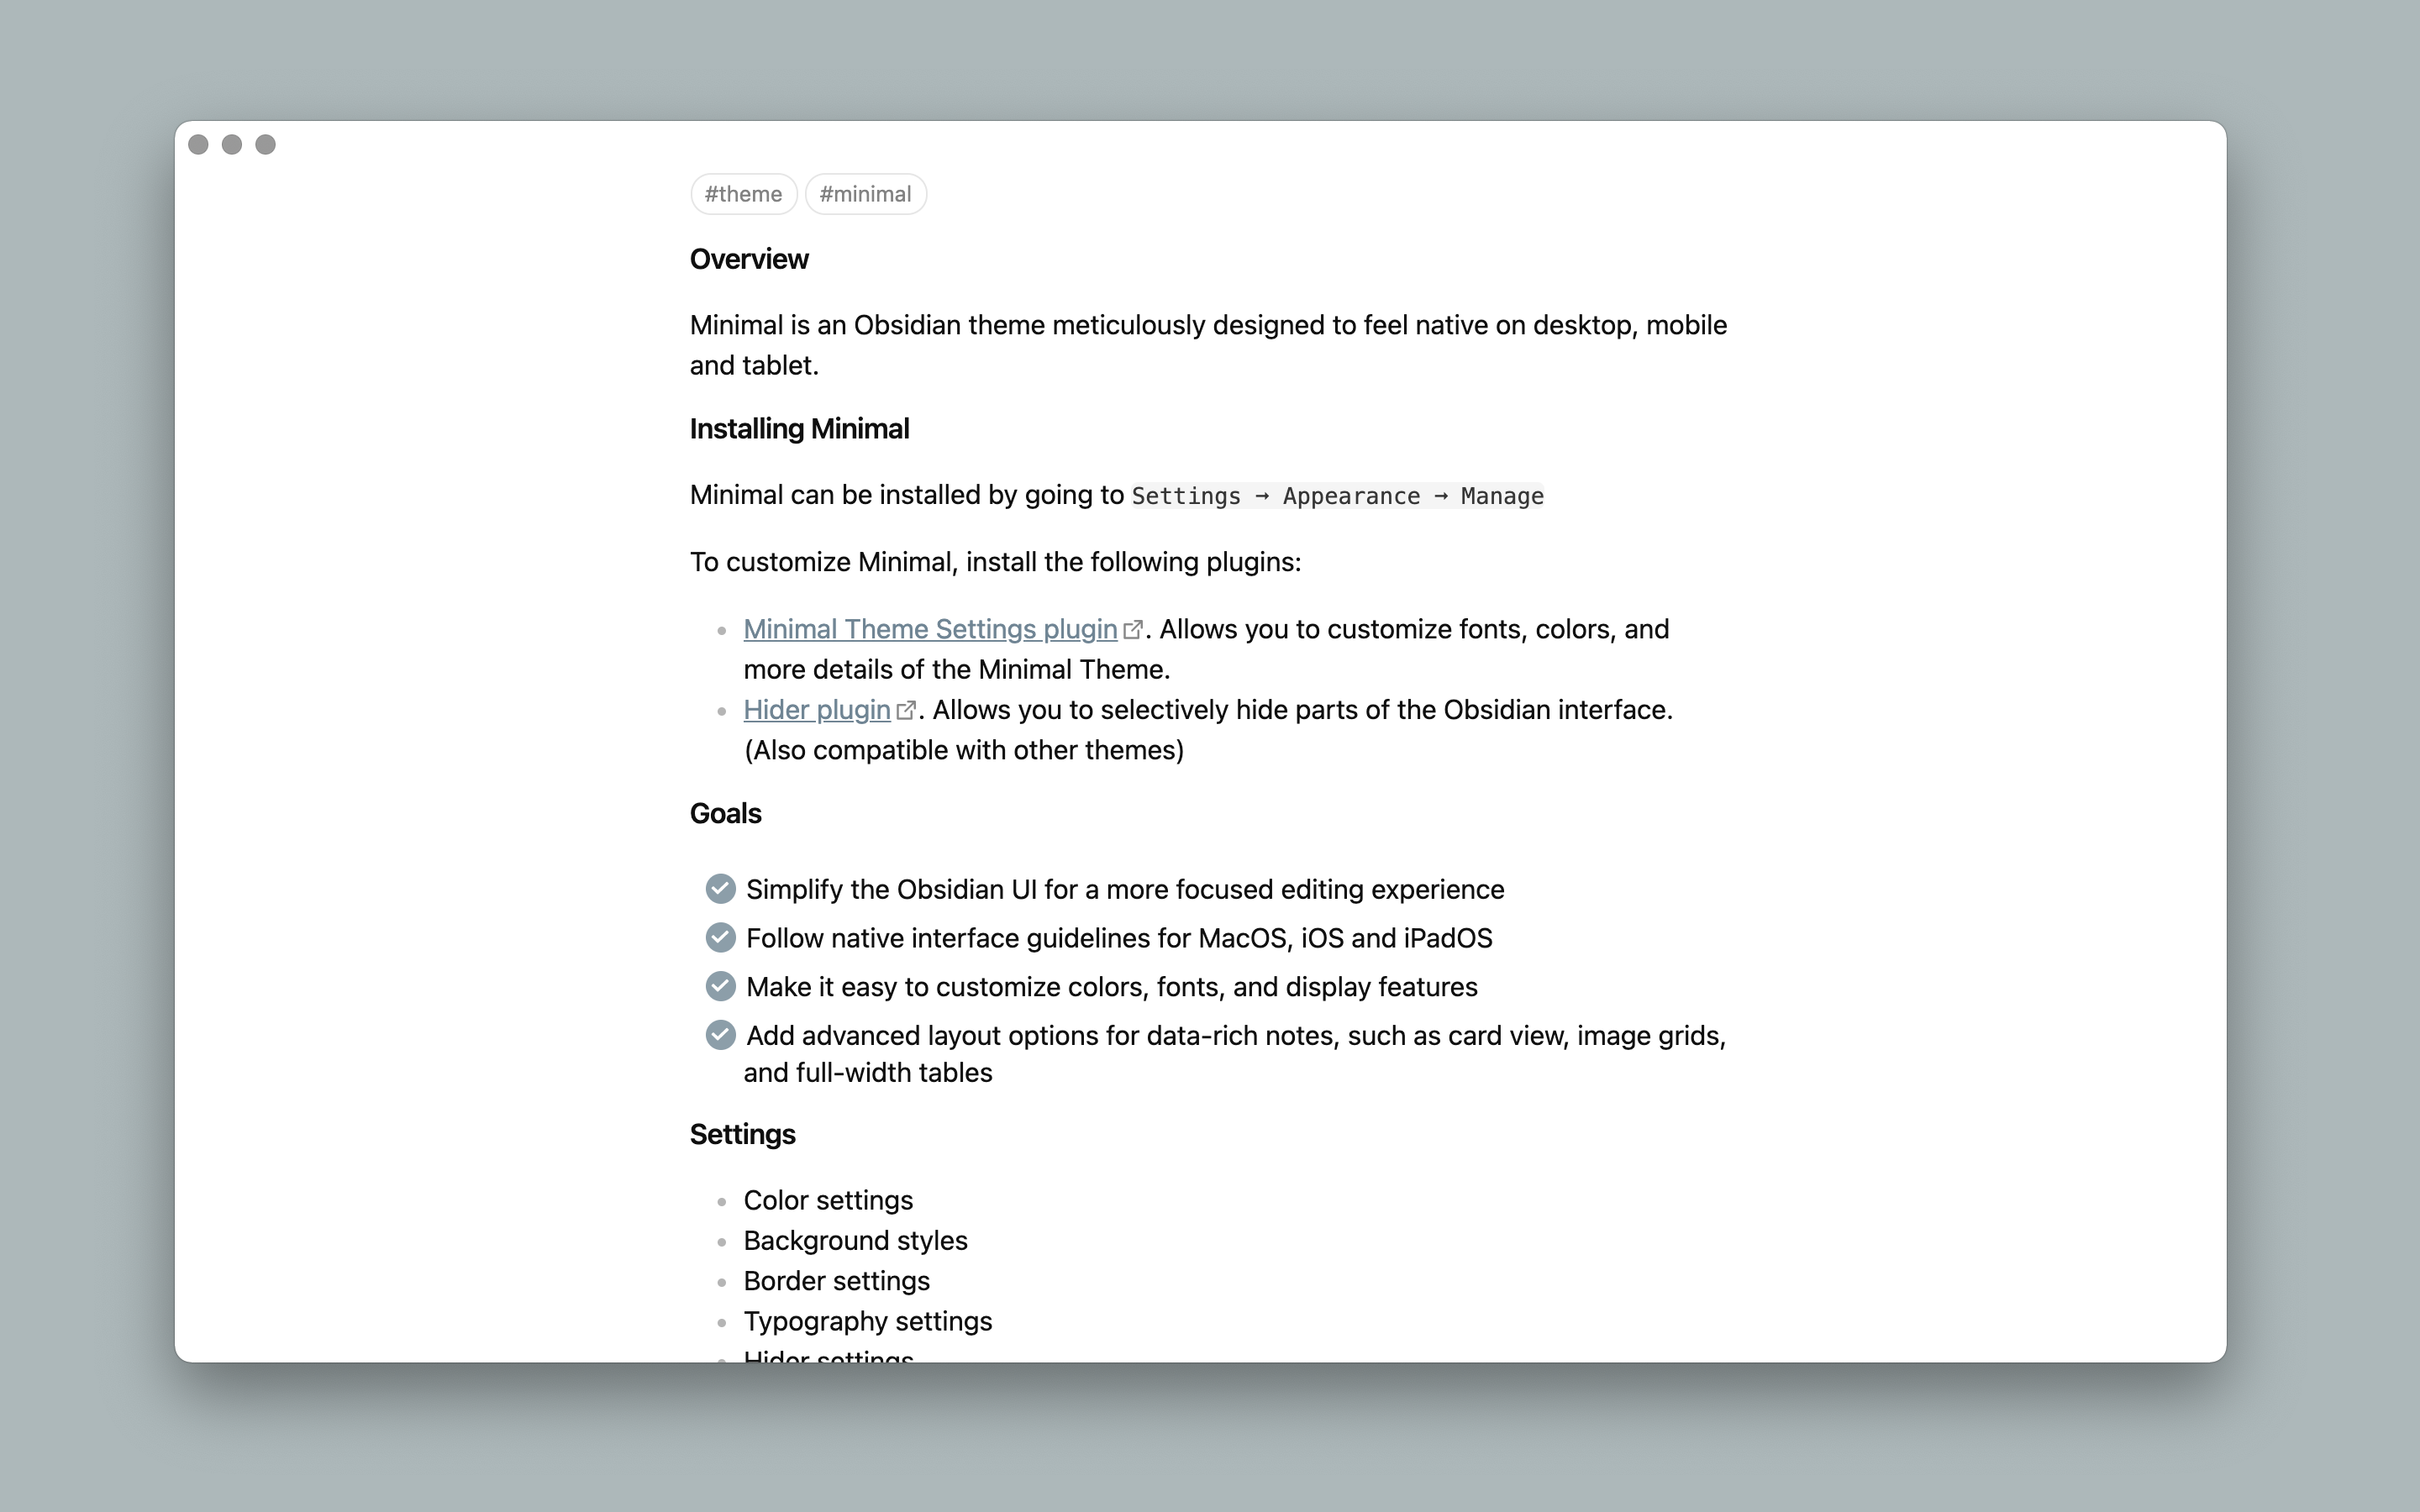 #theme #minimal
Overview
Minimal is an Obsidian theme meticulously designed to feel native on desktop, mobile
and tablet.
Installing Minimal
Minimal can be installed by going to Settings → Appearance → Manage
To customize Minimal, install the following plugins:
Minimal Theme Settings plugin. Allows you to customize fonts, colors, and
more details of the Minimal Theme.
Hider plugin. Allows you to selectively hide parts of the Obsidian interface.
(Also compatible with other themes)
Goals
Simplify the Obsidian UI for a more focused editing experience
Follow native interface guidelines for MacOS, iOS and iPadOS
Make it easy to customize colors, fonts, and display features
Add advanced layout options for data-rich notes, such as card view, image grids,
and full-width tables
Settings
Color settings
Background styles
Border settings
Typography settings
Hider settings